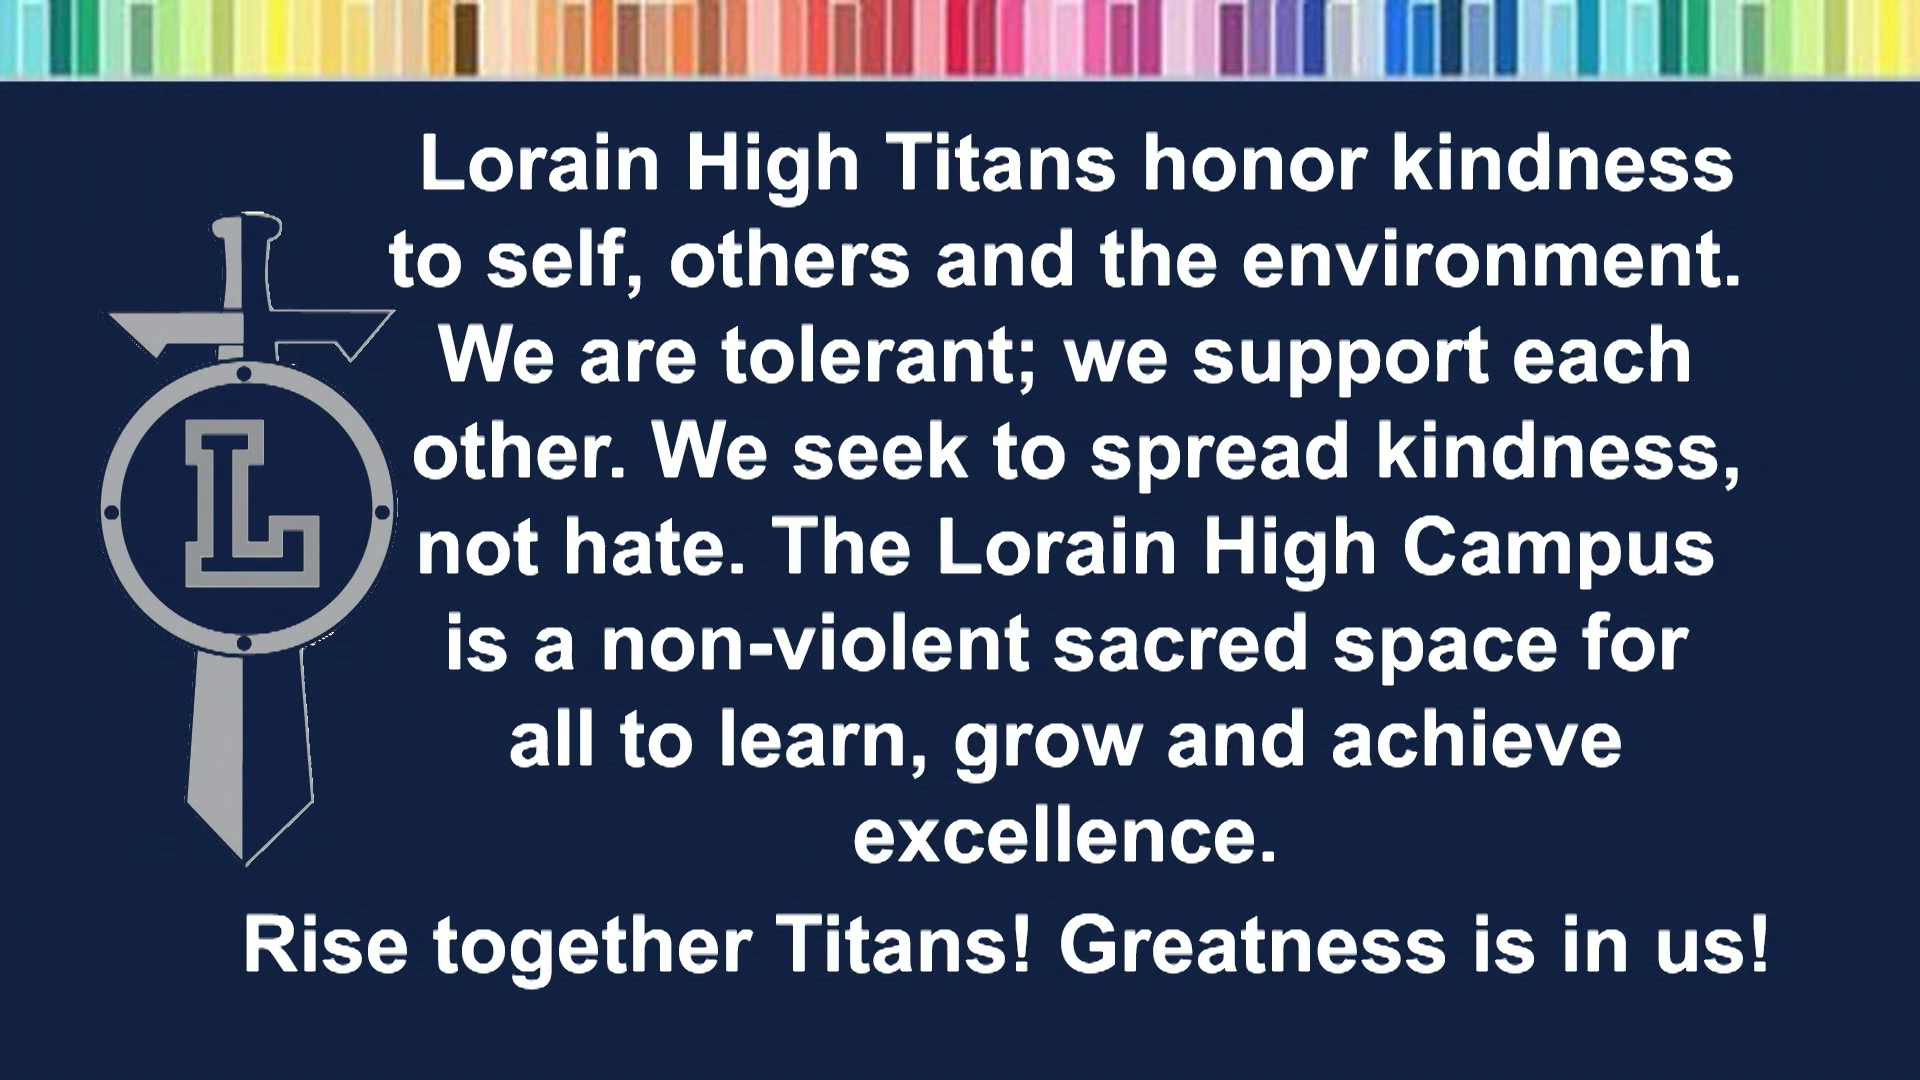 Lorain High Titans honor kindness
to self, others and the environment.
We are tolerant; we support each
other. We seek to spread kindness,
not hate. The Lorain High Campus
is a non-violent sacred space for
all to learn, grow and achieve
excellence.
Rise together Titans! Greatness is in us!
L